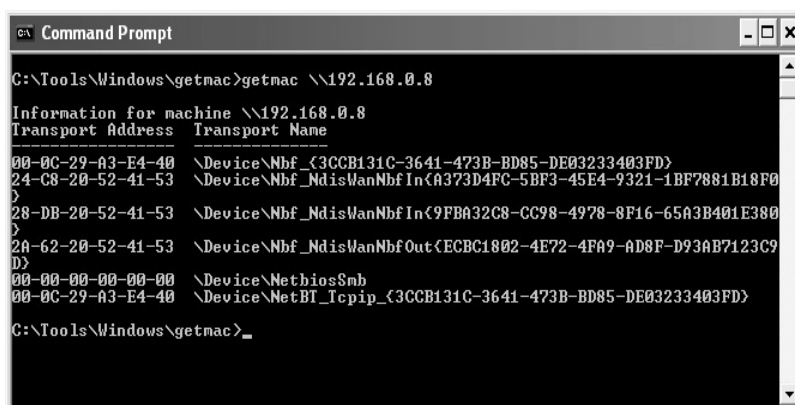 Command Prompt
C:\Tools\Windows\getmac>getmac \\192.168.0.8
Information for machine \\192.168.0.8
Transport Address  Transport Name
-----------------  --------------
00-0C-29-A3-E4-40  \Device\Nbf_{3CCB131C-3641-473B-BD85-DE03233403FD}
24-C8-20-52-41-53  \Device\Nbf_NdisWanNbfIn{A373D4FC-5BF3-45E4-9321-1BF7881B18F0
}
28-DB-20-52-41-53  \Device\Nbf_NdisWanNbfIn{9FBA32C8-CC98-4978-8F16-65A3B401E380
}
2A-62-20-52-41-53  \Device\Nbf_NdisWanNbfOut{ECBC1802-4E72-4FA9-AD8F-D93AB7123C9
D}
00-00-00-00-00-00  \Device\NetbiosSmb
00-0C-29-A3-E4-40  \Device\NetBT_Tcpip_{3CCB131C-3641-473B-BD85-DE03233403FD}
C:\Tools\Windows\getmac>_